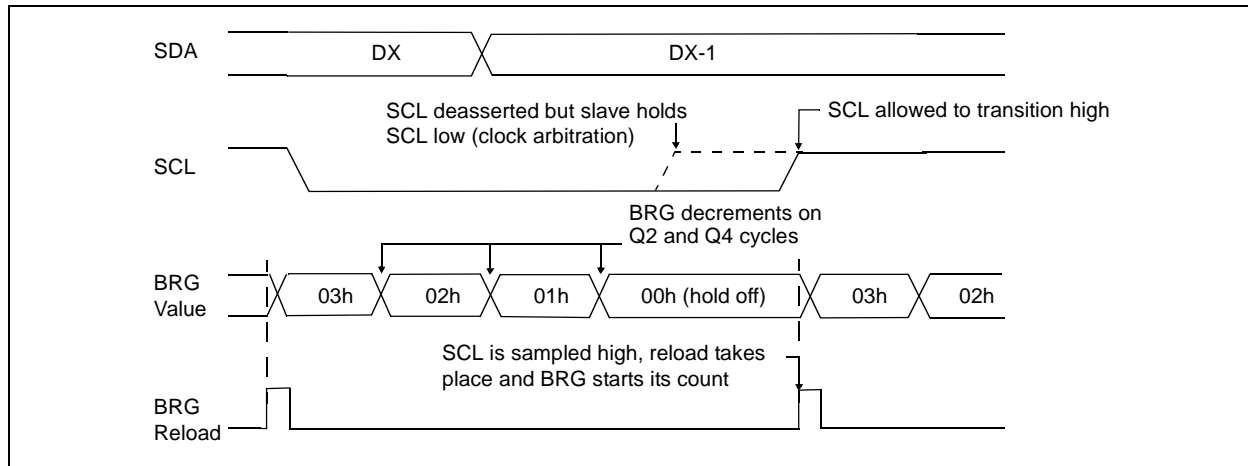 SDA
DX
DX-1
SCL deasserted but slave holds
SCL low (clock arbitration)
SCL allowed to transition high
SCL
BRG decrements on
Q2 and Q4 cycles
BRG
Value
03h
02h
01h
00h (hold off)
03h
02h
SCL is sampled high, reload takes
place and BRG starts its count
BRG
Reload